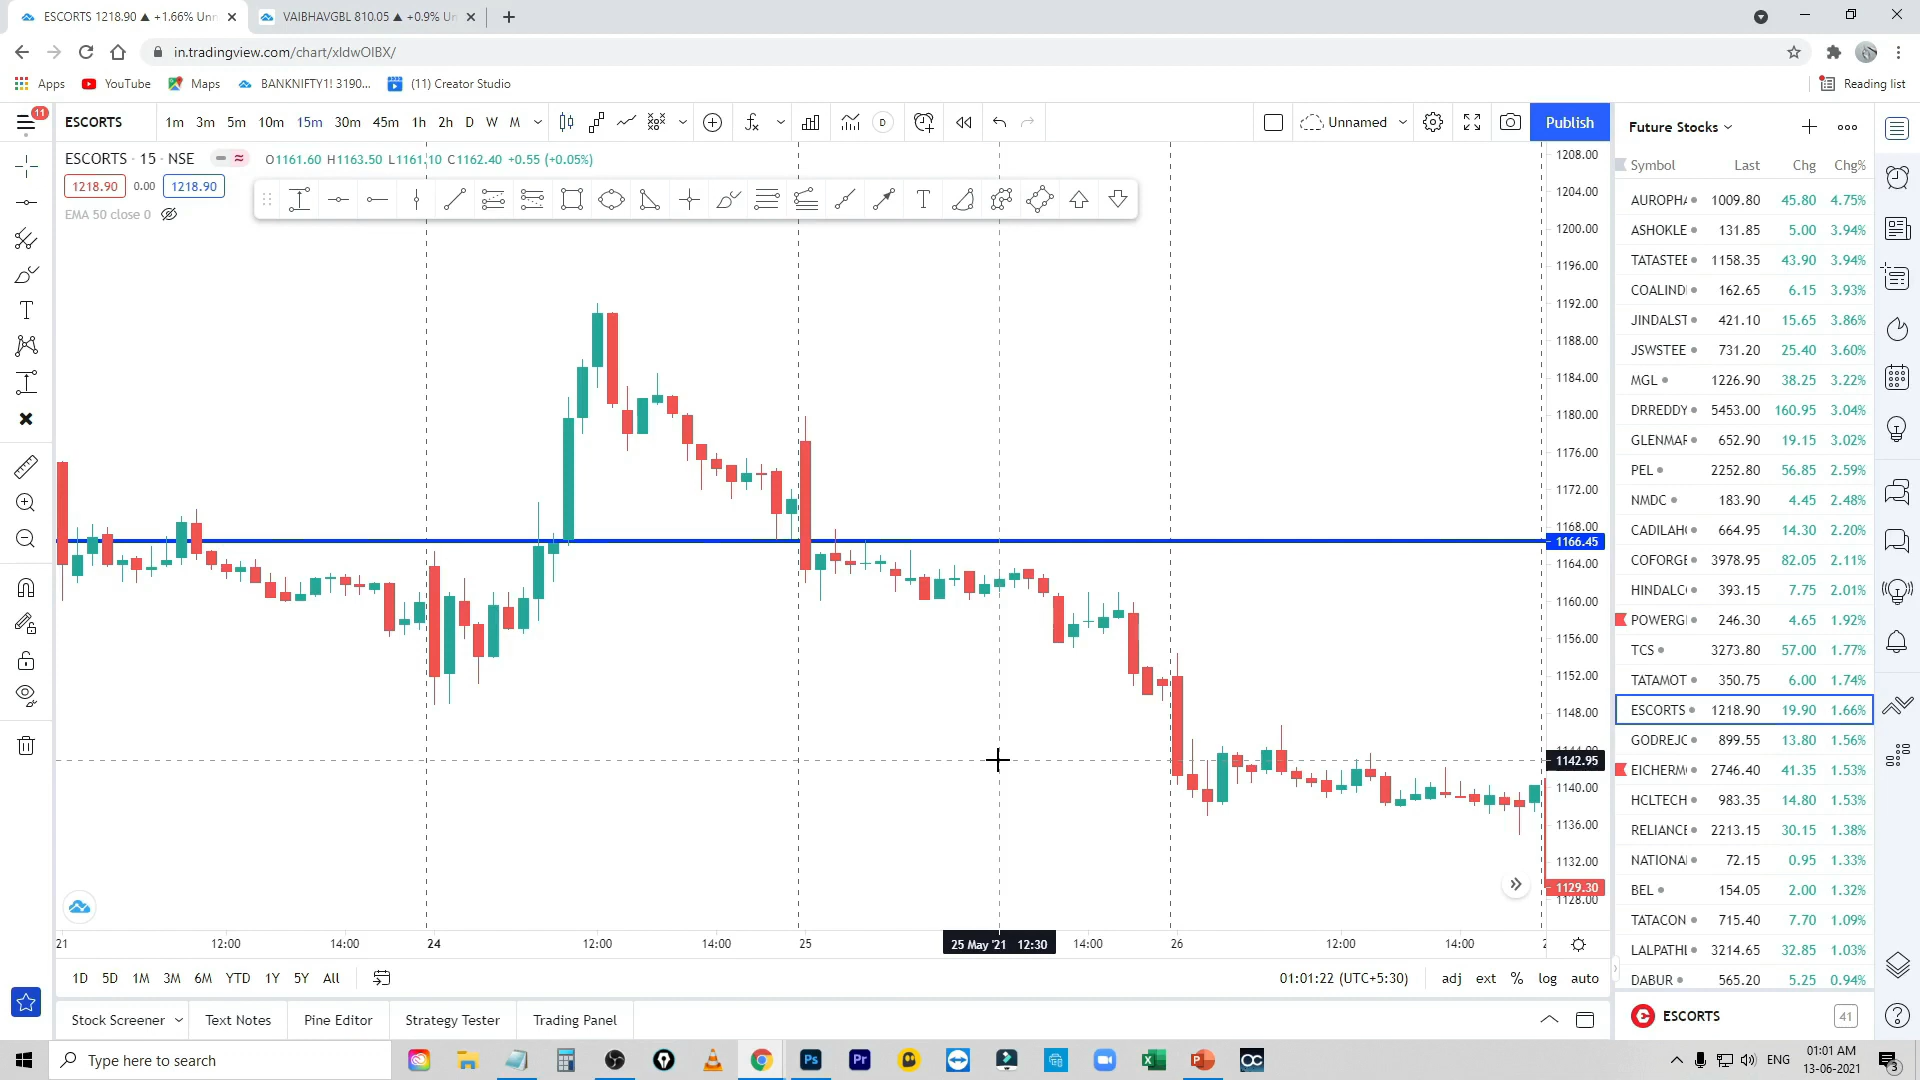 ESCORTS 1218.90 ▲ +1.66% Unn
VAIBHAVGBL 810.05 ▲ +0.9% Un
in.tradingview.com/chart/xIdwOIBX/
Apps YouTube Maps BANKNIFTY1! 3190... (11) Creator Studio Reading list
11
ESCORTS 1m 3m 5m 10m 15m 30m 45m 1h 2h D W M D Unnamed Publish
ESCORTS · 15 · NSE O1161.60 H1163.50 L1161.10 C1162.40 +0.55 (+0.05%)
1218.90 0.00 1218.90
EMA 50 close 0
1208.00
1204.00
1200.00
1196.00
1192.00
1188.00
1184.00
1180.00
1176.00
1172.00
1168.00
1166.45
1164.00
1160.00
1156.00
1152.00
1148.00
1142.95
1140.00
1136.00
1132.00
1129.30
1128.00
21 12:00 14:00 24 12:00 14:00 25 25 May '21 12:30 14:00 26 12:00 14:00
1D 5D 1M 3M 6M YTD 1Y 5Y All 01:01:22 (UTC+5:30) adj ext % log auto
Stock Screener Text Notes Pine Editor Strategy Tester Trading Panel
Future Stocks
Symbol Last Chg Chg%
AUROPHA 1009.80 45.80 4.75%
ASHOKLE 131.85 5.00 3.94%
TATASTEE 1158.35 43.90 3.94%
COALIND 162.65 6.15 3.93%
JINDALST 421.10 15.65 3.86%
JSWSTEE 731.20 25.40 3.60%
MGL 1226.90 38.25 3.22%
DRREDDY 5453.00 160.95 3.04%
GLENMAR 652.90 19.15 3.02%
PEL 2252.80 56.85 2.59%
NMDC 183.90 4.45 2.48%
CADILAH 664.95 14.30 2.20%
COFORGE 3978.95 82.05 2.11%
HINDALC 393.15 7.75 2.01%
POWERG 246.30 4.65 1.92%
TCS 3273.80 57.00 1.77%
TATAMOT 350.75 6.00 1.74%
ESCORTS 1218.90 19.90 1.66%
GODREJC 899.55 13.80 1.56%
EICHERM 2746.40 41.35 1.53%
HCLTECH 983.35 14.80 1.53%
RELIANCE 2213.15 30.15 1.38%
NATIONA 72.15 0.95 1.33%
BEL 154.05 2.00 1.32%
TATACON 715.40 7.70 1.09%
LALPATHI 3214.65 32.85 1.03%
DABUR 565.20 5.25 0.94%
ESCORTS 41
Type here to search
Ps Pr
ENG 01:01 AM
13-06-2021
3